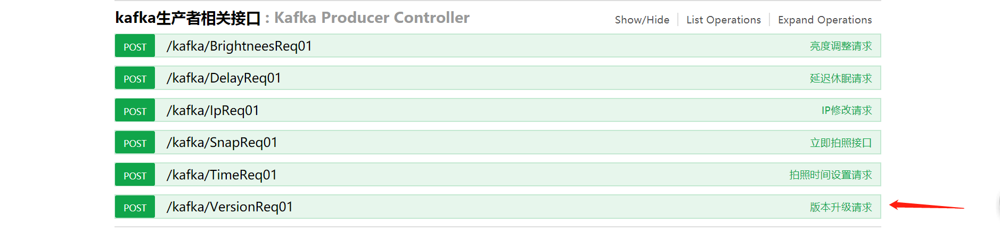 kafka生产者相关接口 : Kafka Producer Controller
Show/Hide List Operations Expand Operations
POST /kafka/BrightneesReq01 亮度调整请求
POST /kafka/DelayReq01 延迟休眠请求
POST /kafka/IpReq01 IP修改请求
POST /kafka/SnapReq01 立即拍照接口
POST /kafka/TimeReq01 拍照时间设置请求
POST /kafka/VersionReq01 版本升级请求